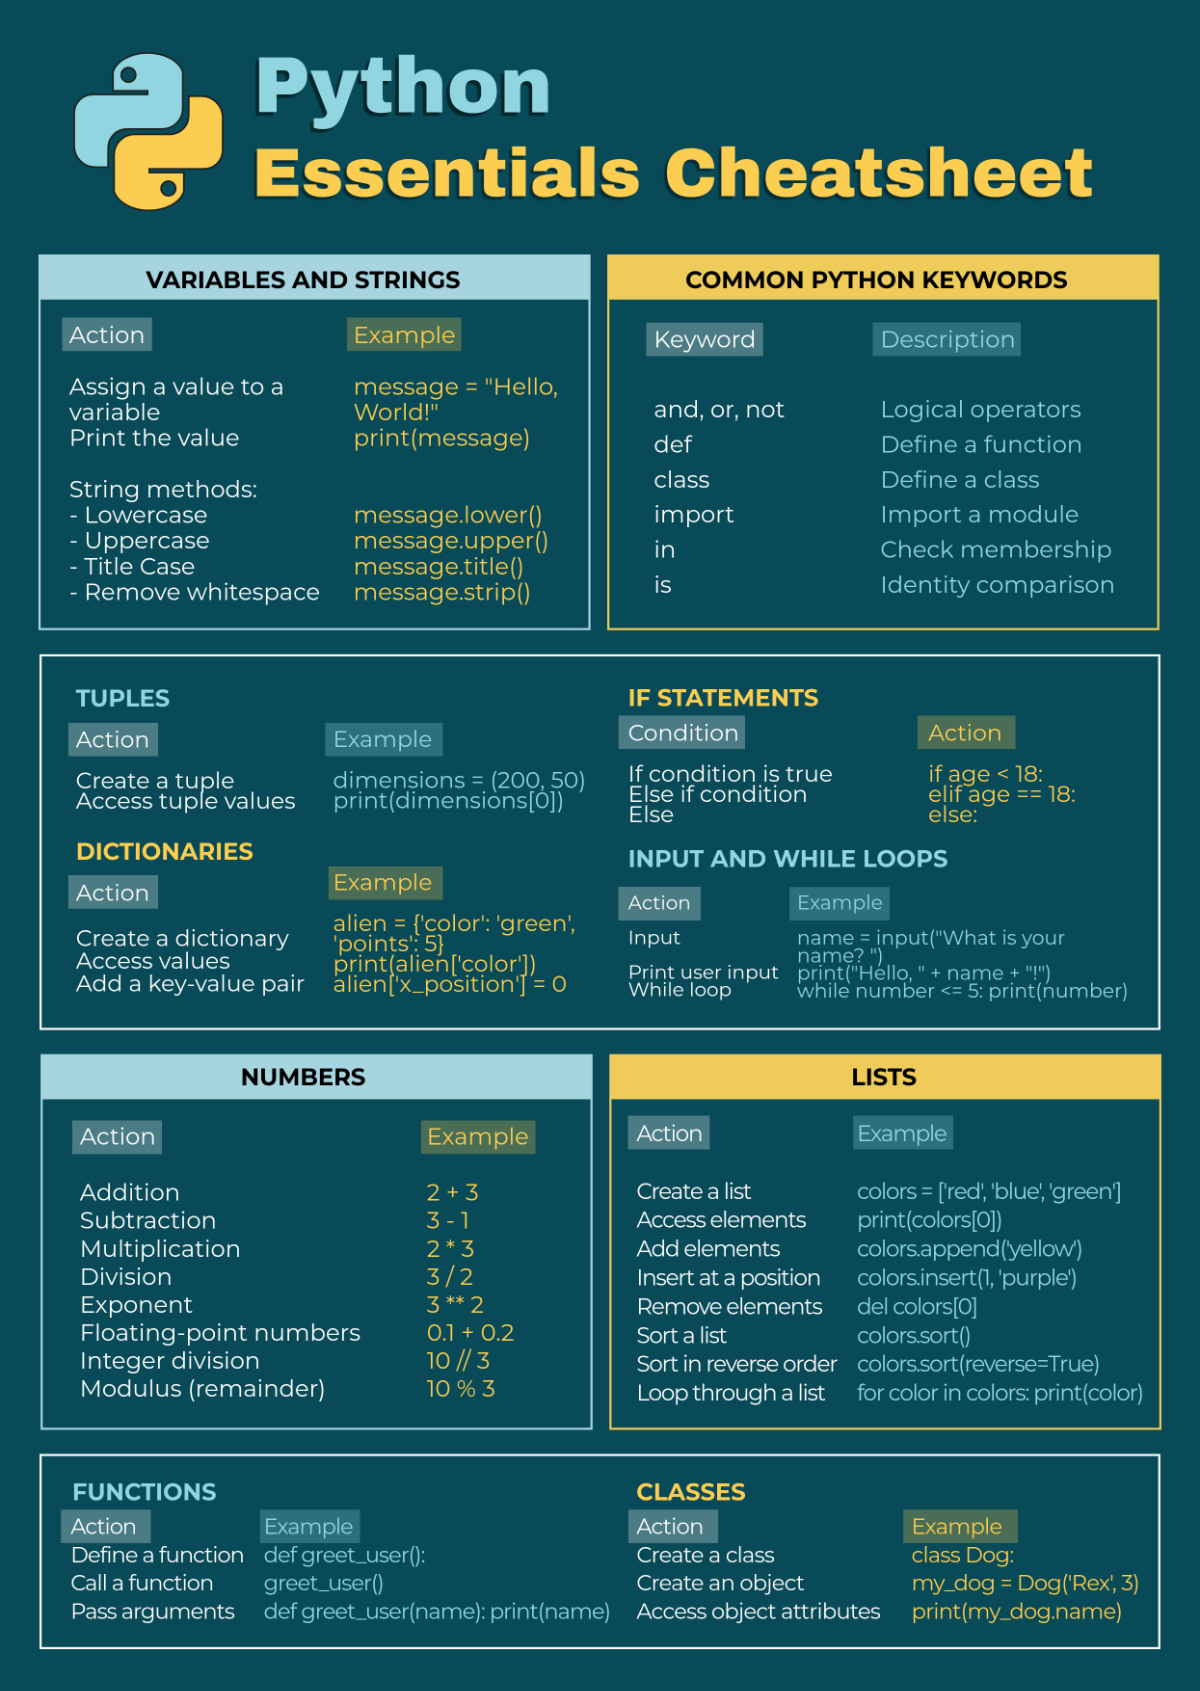 Python
Essentials Cheatsheet
VARIABLES AND STRINGS
Action Example
Assign a value to a variable message = "Hello, World!"
Print the value print(message)
String methods:
- Lowercase message.lower()
- Uppercase message.upper()
- Title Case message.title()
- Remove whitespace message.strip()
COMMON PYTHON KEYWORDS
Keyword Description
and, or, not Logical operators
def Define a function
class Define a class
import Import a module
in Check membership
is Identity comparison
TUPLES
Action Example
Create a tuple dimensions = (200, 50)
Access tuple values print(dimensions[0])
DICTIONARIES
Action Example
Create a dictionary alien = {'color': 'green', 'points': 5}
Access values print(alien['color'])
Add a key-value pair alien['x_position'] = 0
IF STATEMENTS
Condition Action
If condition is true if age < 18:
Else if condition elif age == 18:
Else else:
INPUT AND WHILE LOOPS
Action Example
Input name = input("What is your name? ")
Print user input print("Hello, " + name + "!")
While loop while number <= 5: print(number)
NUMBERS
Action Example
Addition 2 + 3
Subtraction 3 - 1
Multiplication 2 * 3
Division 3 / 2
Exponent 3 ** 2
Floating-point numbers 0.1 + 0.2
Integer division 10 // 3
Modulus (remainder) 10 % 3
LISTS
Action Example
Create a list colors = ['red', 'blue', 'green']
Access elements print(colors[0])
Add elements colors.append('yellow')
Insert at a position colors.insert(1, 'purple')
Remove elements del colors[0]
Sort a list colors.sort()
Sort in reverse order colors.sort(reverse=True)
Loop through a list for color in colors: print(color)
FUNCTIONS
Action Example
Define a function def greet_user():
Call a function greet_user()
Pass arguments def greet_user(name): print(name)
CLASSES
Action Example
Create a class class Dog:
Create an object my_dog = Dog('Rex', 3)
Access object attributes print(my_dog.name)